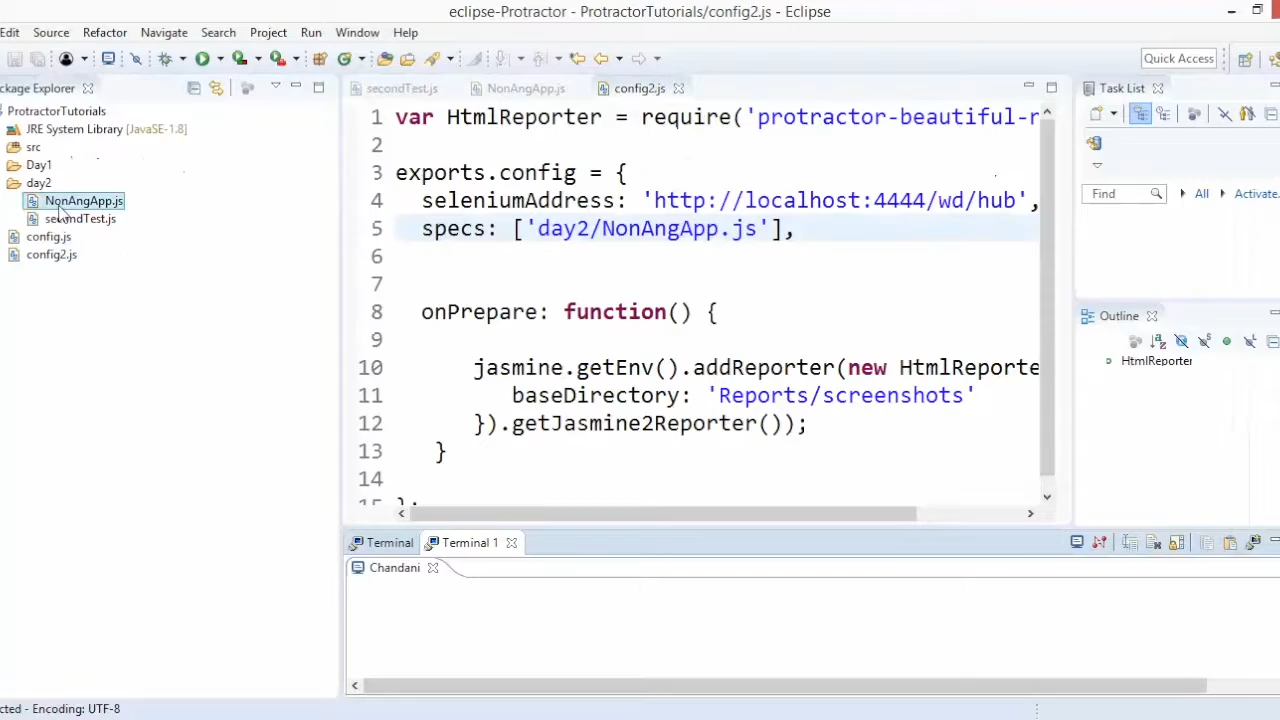 eclipse-Protractor - ProtractorTutorials/config2.js - Eclipse
Edit Source Refactor Navigate Search Project Run Window Help
Quick Access
ckage Explorer
secondTest.js NonAngApp.js config2.js
Task List
ProtractorTutorials
JRE System Library [JavaSE-1.8]
src
Day1
day2
NonAngApp.js
secondTest.js
config.js
config2.js
1 var HtmlReporter = require('protractor-beautiful-r
2
3 exports.config = {
4 seleniumAddress: 'http://localhost:4444/wd/hub',
5 specs: ['day2/NonAngApp.js'],
6
7
8 onPrepare: function() {
9
10 jasmine.getEnv().addReporter(new HtmlReporte
11 baseDirectory: 'Reports/screenshots'
12 }).getJasmine2Reporter());
13 }
14
15 };
Find All Activate.
Outline
HtmlReporter
Terminal Terminal 1
Chandani
cted - Encoding: UTF-8